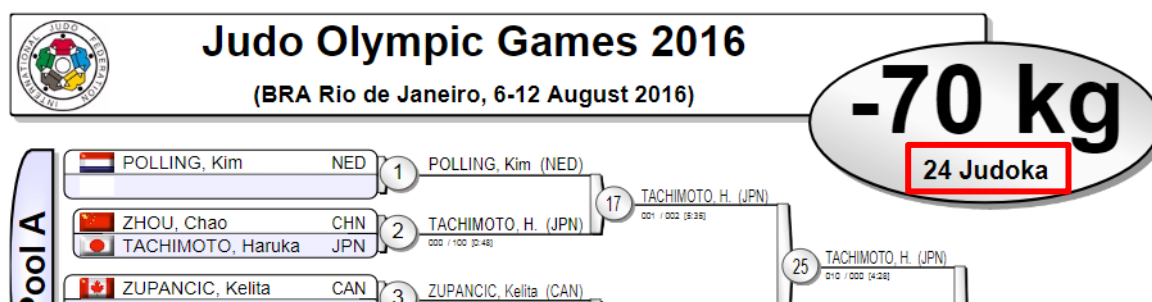 Judo Olympic Games 2016
(BRA Rio de Janeiro, 6-12 August 2016)
-70 kg
24 Judoka
INTERNATIONAL JUDO FEDERATION
Pool A
POLLING, Kim NED
1
POLLING, Kim (NED)
17
TACHIMOTO, H. (JPN)
001 / 002 [5:35]
ZHOU, Chao CHN
TACHIMOTO, Haruka JPN
2
TACHIMOTO, H. (JPN)
000 / 100 [0:48]
25
TACHIMOTO, H. (JPN)
010 / 000 [4:28]
ZUPANCIC, Kelita CAN
3
ZUPANCIC, Kelita (CAN)